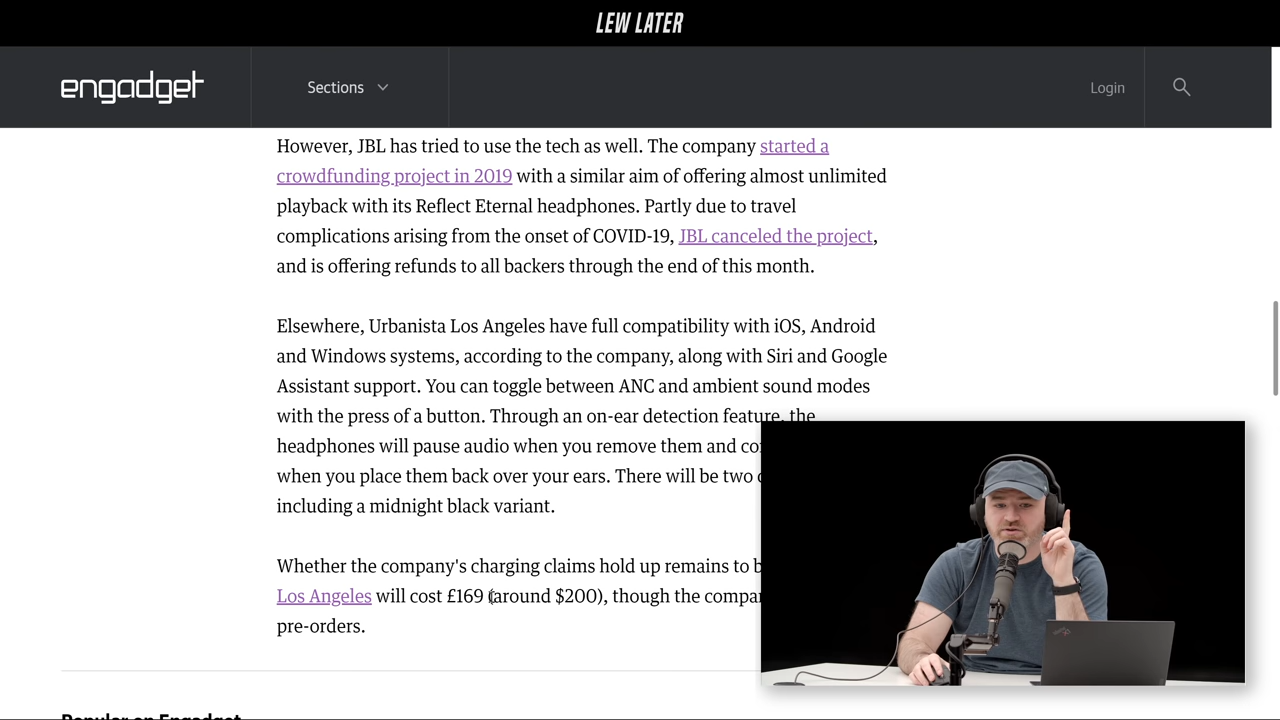 LEW LATER
engadget
Sections
Login
However, JBL has tried to use the tech as well. The company started a
crowdfunding project in 2019 with a similar aim of offering almost unlimited
playback with its Reflect Eternal headphones. Partly due to travel
complications arising from the onset of COVID-19, JBL canceled the project,
and is offering refunds to all backers through the end of this month.
Elsewhere, Urbanista Los Angeles have full compatibility with iOS, Android
and Windows systems, according to the company, along with Siri and Google
Assistant support. You can toggle between ANC and ambient sound modes
with the press of a button. Through an on-ear detection feature, the
headphones will pause audio when you remove them and
when you place them back over your ears. There will be two
including a midnight black variant.
Whether the company's charging claims hold up remains to
Los Angeles will cost £169 (around $200), though the
pre-orders.
Popular on Engadget